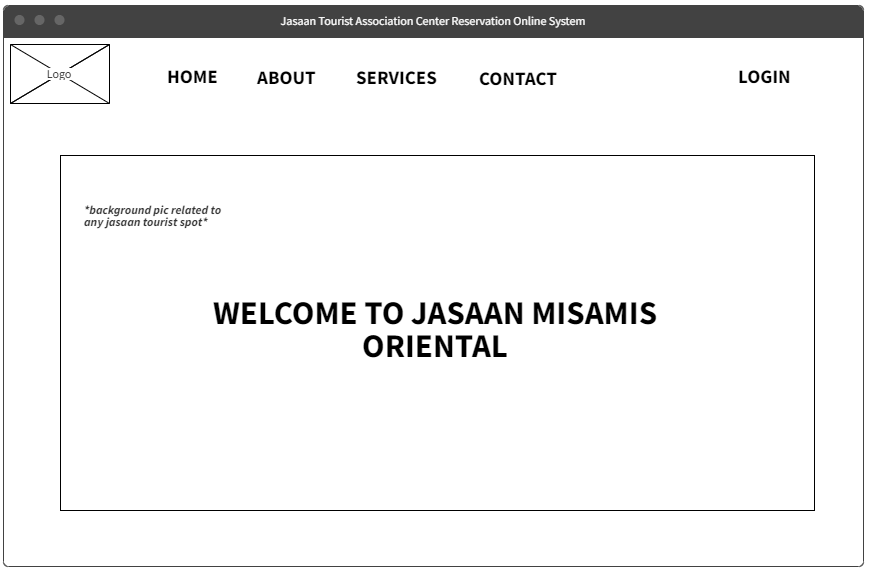 Jasaan Tourist Association Center Reservation Online System
Logo
HOME ABOUT SERVICES CONTACT LOGIN
*background pic related to
any jasaan tourist spot*
WELCOME TO JASAAN MISAMIS
ORIENTAL